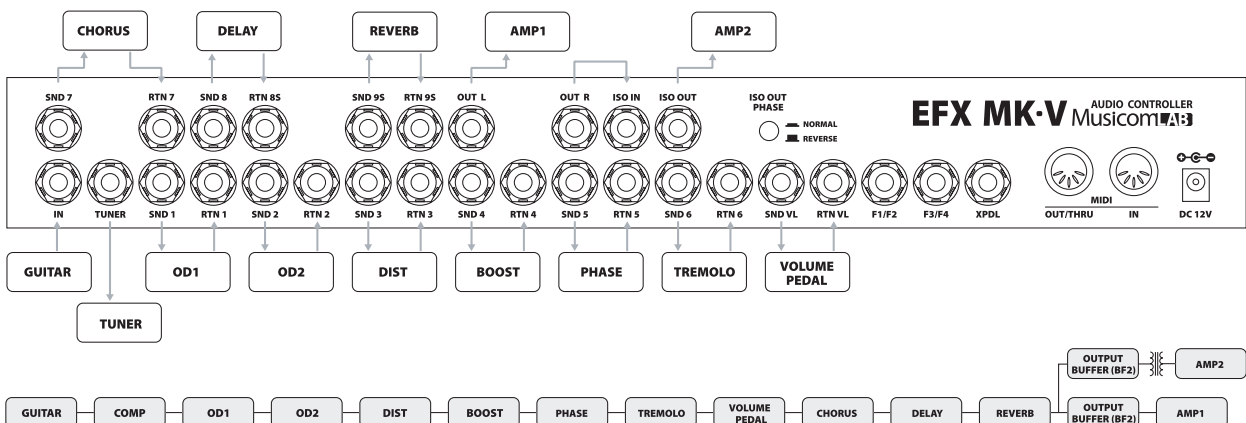 CHORUS DELAY REVERB AMP1 AMP2
SND 7 RTN 7 SND 8 RTN 8S SND 9S RTN 9S OUT L OUT R ISO IN ISO OUT
ISO OUT
PHASE
NORMAL
REVERSE
EFX MK·V AUDIO CONTROLLER
MusicomLAB
IN TUNER SND 1 RTN 1 SND 2 RTN 2 SND 3 RTN 3 SND 4 RTN 4 SND 5 RTN 5 SND 6 RTN 6 SND VL RTN VL F1/F2 F3/F4 XPDL
MIDI
OUT/THRU IN
DC 12V
GUITAR OD1 OD2 DIST BOOST PHASE TREMOLO VOLUME
PEDAL
TUNER
OUTPUT
BUFFER (BF2)
AMP2
GUITAR COMP OD1 OD2 DIST BOOST PHASE TREMOLO VOLUME
PEDAL
CHORUS DELAY REVERB OUTPUT
BUFFER (BF2)
AMP1